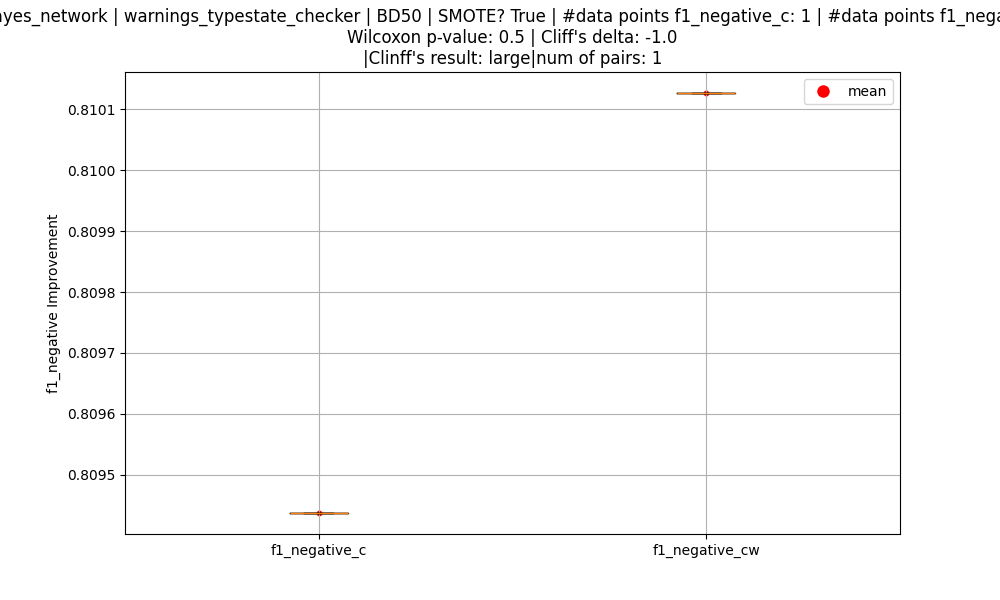 ayes_network | warnings_typestate_checker | BD50 | SMOTE? True | #data points f1_negative_c: 1 | #data points f1_nega
Wilcoxon p-value: 0.5 | Cliff's delta: -1.0
|Clinff's result: large|num of pairs: 1
mean
0.8101
0.8100
0.8099
0.8098
0.8097
0.8096
0.8095
f1_negative Improvement
f1_negative_c
f1_negative_cw